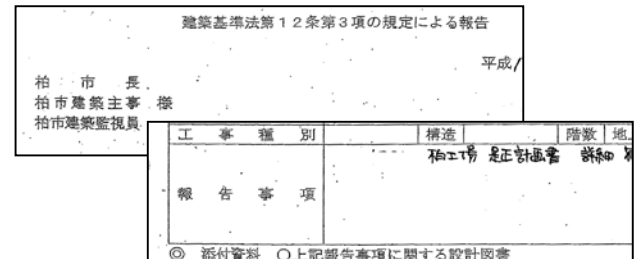 建築基準法第12条第3項の規定による報告
平成
柏市長
柏市建築主事 様
柏市建築監視員
工事種別 構造 階数 地
柏工場 是正計画書 詳細
報告事項
◎ 添付資料 ○上記報告事項に関する設計図書